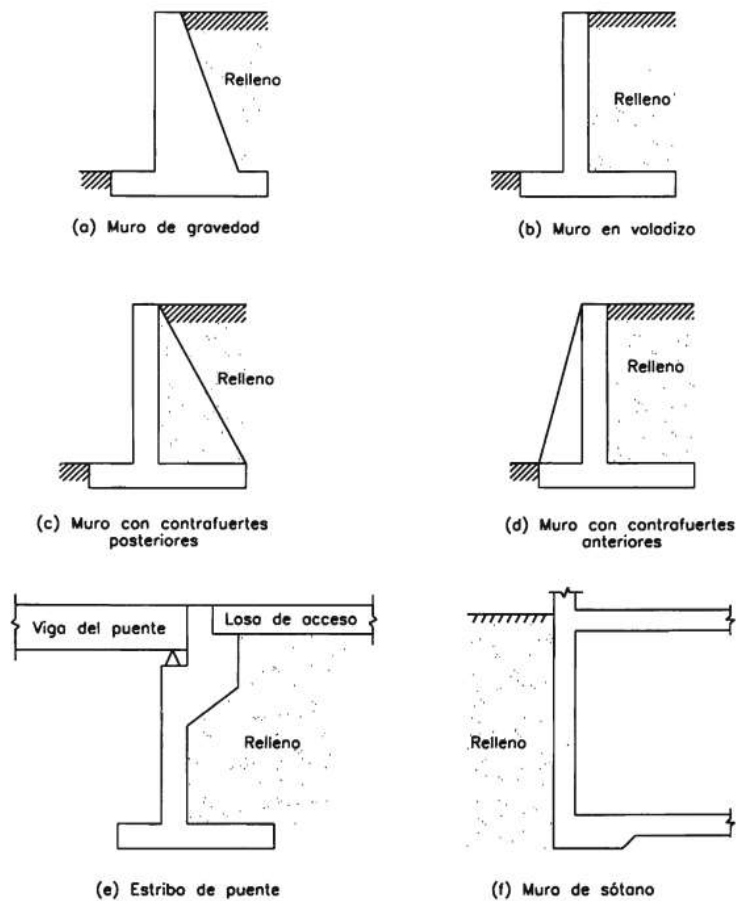 Relleno
Relleno
(a) Muro de gravedad
(b) Muro en voladizo
Relleno
Relleno
(c) Muro con contrafuertes
posteriores
(d) Muro con contrafuertes
anteriores
Viga del puente
Losa de acceso
Relleno
Relleno
(e) Estribo de puente
(f) Muro de sótano